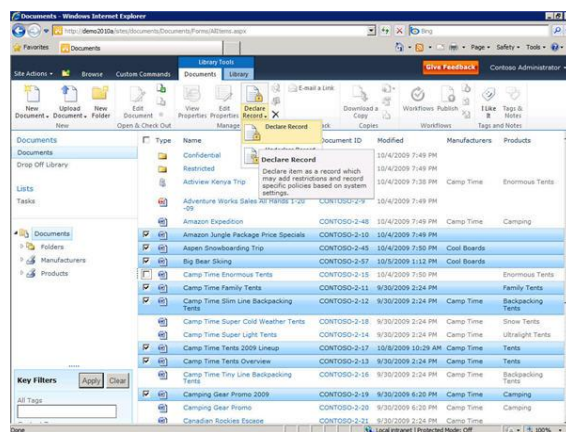 Documents - Windows Internet Explorer
http://demo2010a/sites/documents/Documents/Forms/AllItems.aspx
Bing
Favorites Documents
Page Safety Tools
Library Tools
Give Feedback
Contoso Administrator
Site Actions Browse Custom Commands Documents Library
New Document Upload Document New Folder
New
Edit Document
Open & Check Out
View Properties Edit Properties Declare Record
Manage
E-mail a Link
Download a Copy
Copies
Workflows Publish
Workflows
I Like It Tags & Notes
Tags and Notes
Declare Record
Declare Record
Declare item as a record which
may add restrictions and record
specific policies based on system
settings.
Documents
Documents
Drop Off Library
Lists
Tasks
Documents
Folders
Manufacturers
Products
Key Filters Apply Clear
All Tags
Type Name Document ID Modified Manufacturers Products
Confidential 10/4/2009 7:49 PM
Restricted 10/4/2009 7:49 PM
Actiview Kenya Trip 10/4/2009 7:38 PM Camp Time Enormous Tents
Adventure Works Sales All Hands 1-20
-09 CONTOSO-2-9 10/4/2009 7:49 PM
Amazon Expedition CONTOSO-2-48 10/4/2009 7:49 PM Camp Time Camping
Amazon Jungle Package Price Specials CONTOSO-2-10 10/4/2009 7:49 PM
Aspen Snowboarding Trip CONTOSO-2-45 10/4/2009 7:50 PM Cool Boards
Big Bear Skiing CONTOSO-2-57 10/5/2009 1:12 PM Cool Boards
Camp Time Enormous Tents CONTOSO-2-15 10/4/2009 7:50 PM Enormous Tents
Camp Time Family Tents CONTOSO-2-11 9/30/2009 2:24 PM Family Tents
Camp Time Slim Line Backpacking
Tents CONTOSO-2-12 9/30/2009 2:24 PM Camp Time Backpacking
Tents
Camp Time Super Cold Weather Tents CONTOSO-2-18 9/30/2009 2:24 PM Camp Time Snow Tents
Camp Time Super Light Tents CONTOSO-2-14 9/30/2009 2:24 PM Camp Time Ultralight Tents
Camp Time Tents 2009 Lineup CONTOSO-2-17 10/8/2009 10:29 AM Camp Time Tents
Camp Time Tents Overview CONTOSO-2-13 9/30/2009 2:24 PM Camp Time Tents
Camp Time Tiny Line Backpacking
Tents CONTOSO-2-16 9/30/2009 2:24 PM Camp Time Backpacking
Tents
Camping Gear Promo 2009 CONTOSO-2-19 9/30/2009 6:20 PM Camp Time Camping
Camping Gear Promo CONTOSO-2-20 9/30/2009 6:20 PM Camp Time Camping
Canadian Rockies Escape CONTOSO-2-21 9/30/2009 2:24 PM Camp Time Camping
Done Local intranet | Protected Mode: Off 100%